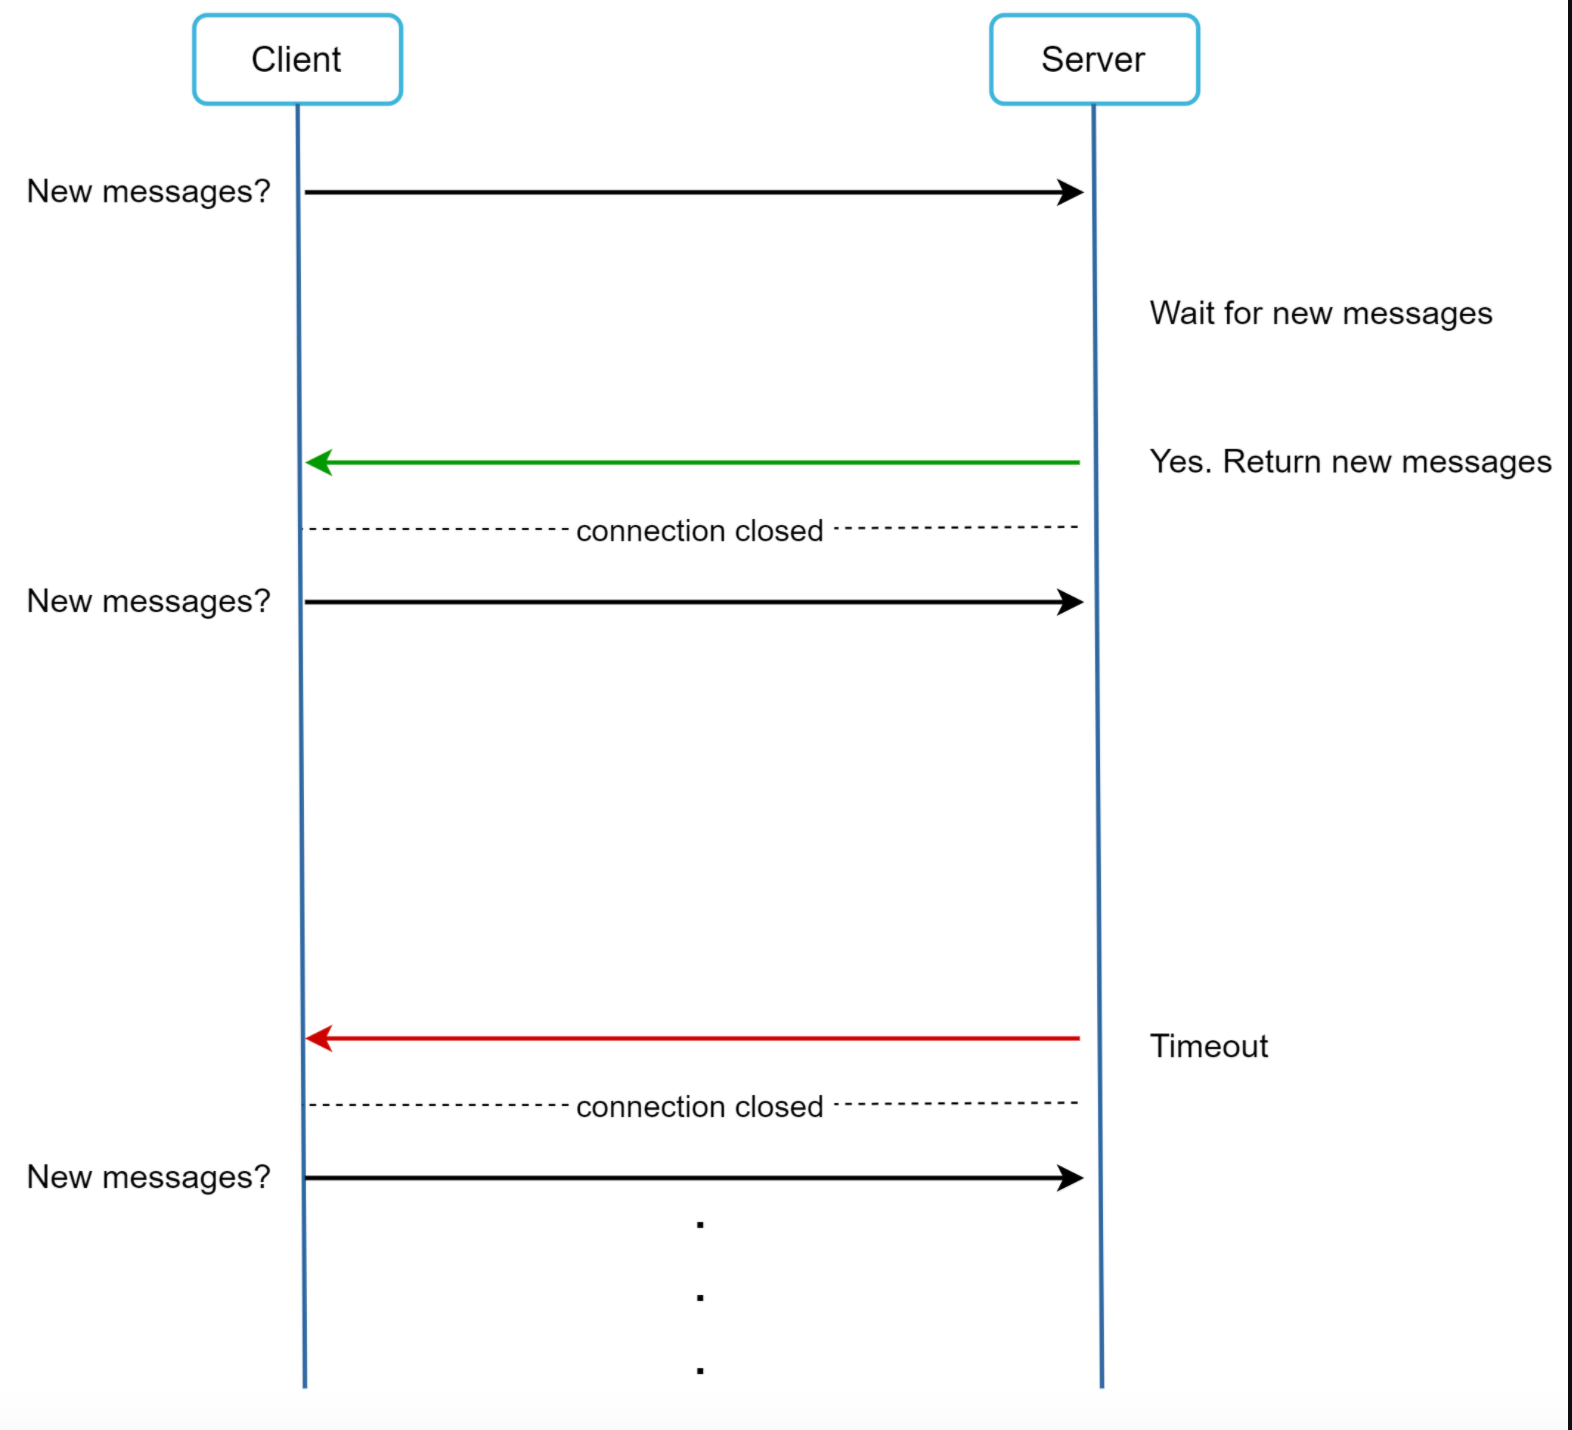 Client
Server
New messages?
Wait for new messages
Yes. Return new messages
connection closed
New messages?
Timeout
connection closed
New messages?
.
.
.